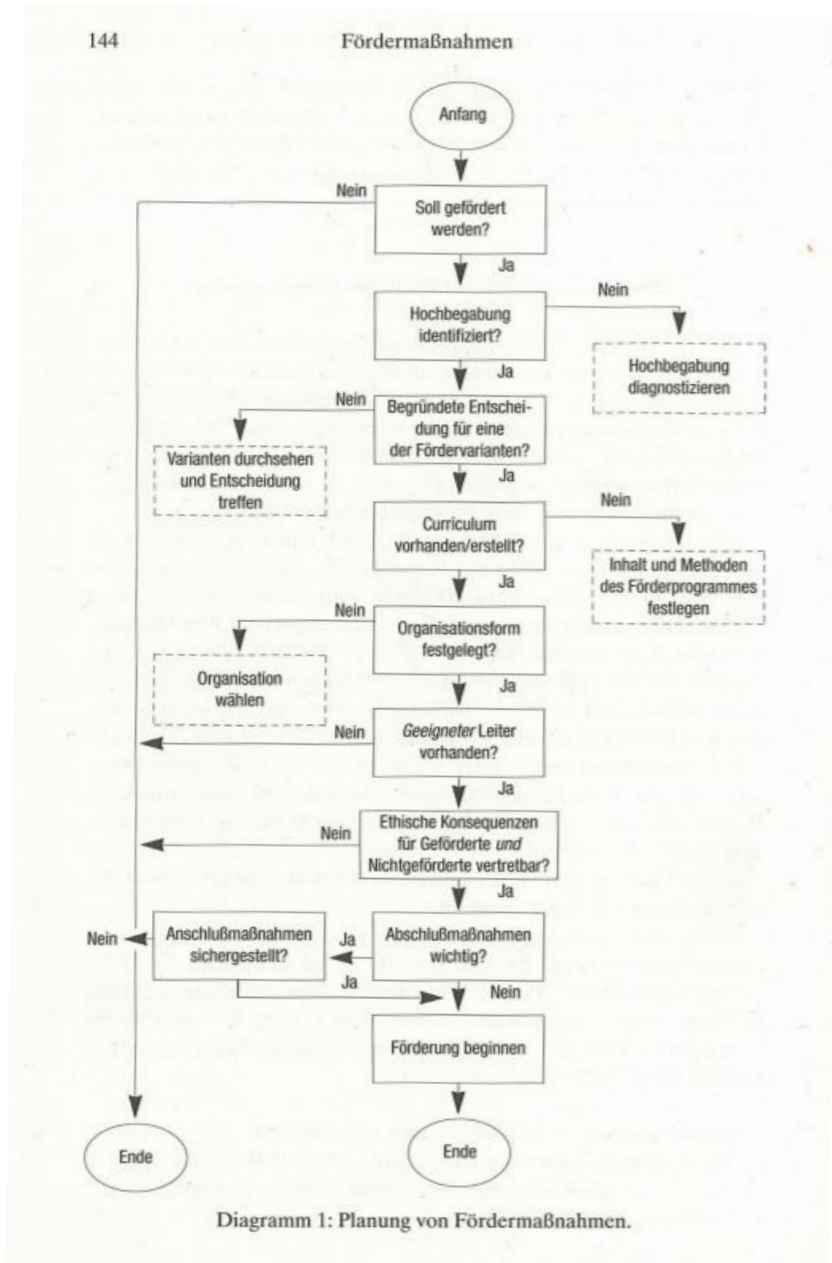 144
Fördermaßnahmen
Anfang
Nein
Soll gefördert
werden?
Ja
Nein
Hochbegabung
identifiziert?
Hochbegabung
diagnostizieren
Ja
Nein
Begründete Entschei-
dung für eine
der Fördervarianten?
Varianten durchsehen
und Entscheidung
treffen
Ja
Nein
Curriculum
vorhanden/erstellt?
Inhalt und Methoden
des Förderprogrammes
festlegen
Ja
Nein
Organisationsform
festgelegt?
Organisation
wählen
Ja
Nein
Geeigneter Leiter
vorhanden?
Ja
Nein
Ethische Konsequenzen
für Geförderte und
Nichtgeförderte vertretbar?
Ja
Nein
Anschlußmaßnahmen
sichergestellt?
Ja
Abschlußmaßnahmen
wichtig?
Ja
Nein
Förderung beginnen
Ende
Ende
Diagramm 1: Planung von Fördermaßnahmen.